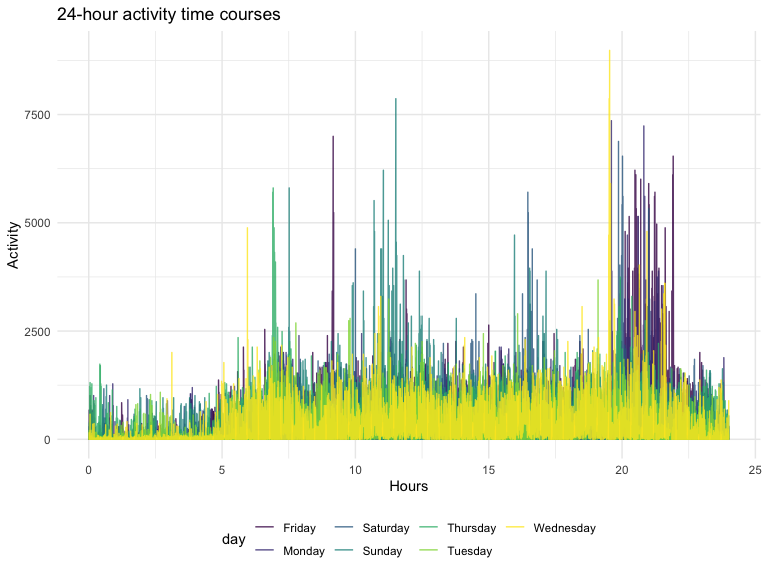 24-hour activity time courses
7500
5000
2500
0
Activity
0 5 10 15 20 25
Hours
day Friday Saturday Thursday Wednesday
Monday Sunday Tuesday